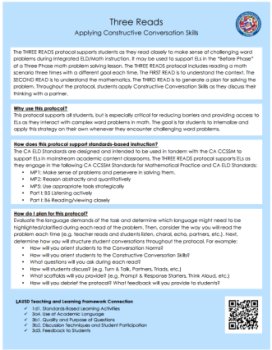 Three Reads
Applying Constructive Conversation Skills
The THREE READS protocol supports students as they read closely to make sense of challenging word
problems during integrated ELD/Math instruction. It may be used to support ELs in the "Before Phase"
of a Three-Phase math problem solving lesson. The THREE READS protocol includes reading a math
scenario three times with a different goal each time. The FIRST READ is to understand the context. The
SECOND READ is to understand the mathematics. The THIRD READ is to generate a plan for solving the
problem. Throughout the protocol, students apply Constructive Conversation Skills as they discuss their
thinking with a partner.
Why use this protocol?
This protocol supports all students, but is especially critical for reducing barriers and providing access to
ELs as they interact with complex word problems in math. The goal is for students to internalize and
apply this strategy on their own whenever they encounter challenging word problems.
How does this protocol support standards-based instruction?
The CA ELD Standards are designed and intended to be used in tandem with the CA CCSSM to
support ELs in mainstream academic content classrooms. The THREE READS protocol supports ELs as
they engage in the following CA CCSSM Standards for Mathematical Practice and CA ELD Standards:
• MP1: Make sense of problems and persevere in solving them.
• MP2: Reason abstractly and quantitatively
• MP5: Use appropriate tools strategically
• Part I: B5 Listening actively
• Part I: B6 Reading/viewing closely
How do I plan for this protocol?
Evaluate the language demands of the task and determine which language might need to be
highlighted/clarified during each read of the problem. Then, consider the way you will read the
problem each time (e.g. teacher reads and students listen, choral, echo, partners, etc.). Next,
determine how you will structure student conversations throughout the protocol. For example:
• How will you orient students to the Conversation Norms?
• How will you orient students to the Constructive Conversation Skills?
• What questions will you ask during each read?
• How will students discuss? (e.g. Turn & Talk, Partners, Triads, etc.)
• What scaffolds will you provide? (e.g. Prompt & Response Starters, Think Aloud, etc.)
• How will you debrief the protocol? What feedback will you provide to students?
LAUSD Teaching and Learning Framework Connection
1d1. Standards-Based Learning Activities
3a4. Use of Academic Language
3b1. Quality and Purpose of Questions
3b2. Discussion Techniques and Student Participation
3d3. Feedback to Students